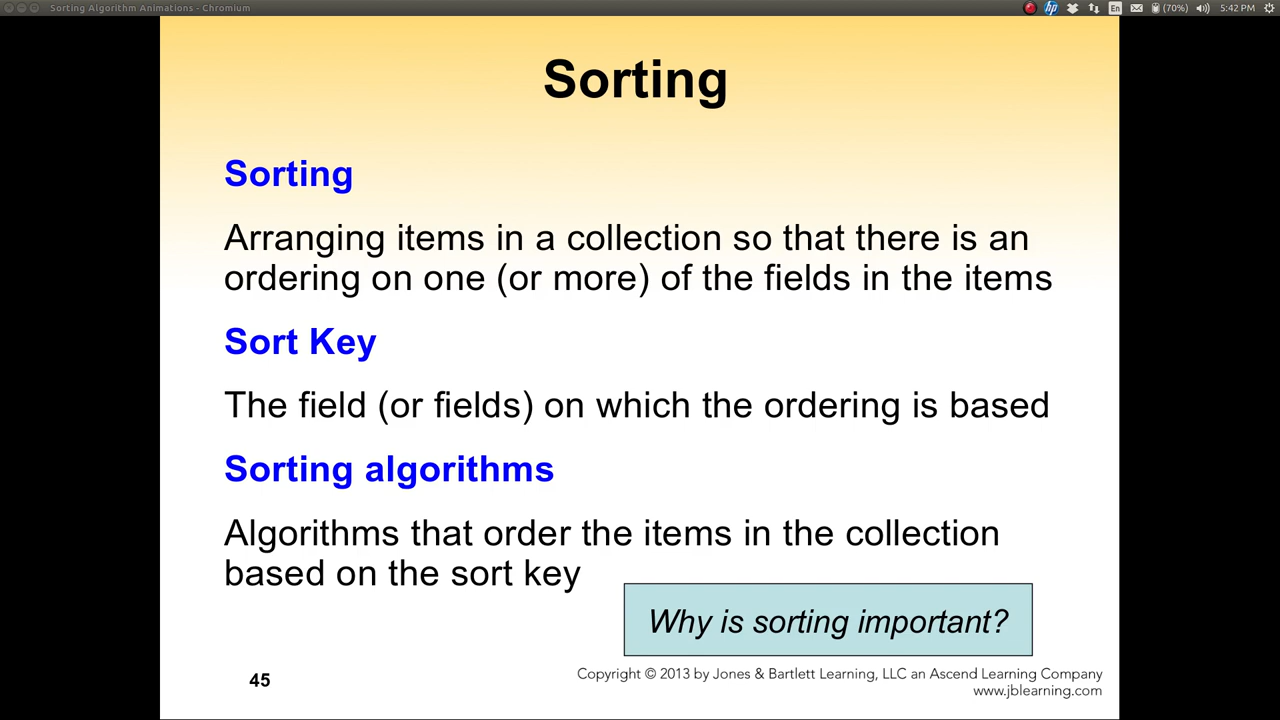 Sorting Algorithm Animations - Chromium
En
(70%)
5:42 PM
Sorting
Sorting
Arranging items in a collection so that there is an
ordering on one (or more) of the fields in the items
Sort Key
The field (or fields) on which the ordering is based
Sorting algorithms
Algorithms that order the items in the collection
based on the sort key
Why is sorting important?
45
Copyright © 2013 by Jones & Bartlett Learning, LLC an Ascend Learning Company
www.jblearning.com